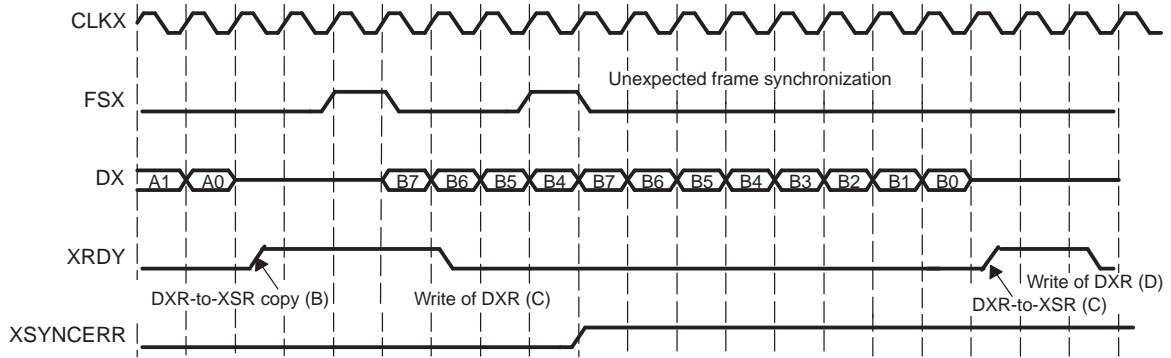 CLKX
Unexpected frame synchronization
FSX
DX A1 A0 B7 B6 B5 B4 B7 B6 B5 B4 B3 B2 B1 B0
XRDY
DXR-to-XSR copy (B)
Write of DXR (C)
Write of DXR (D)
DXR-to-XSR (C)
XSYNCERR